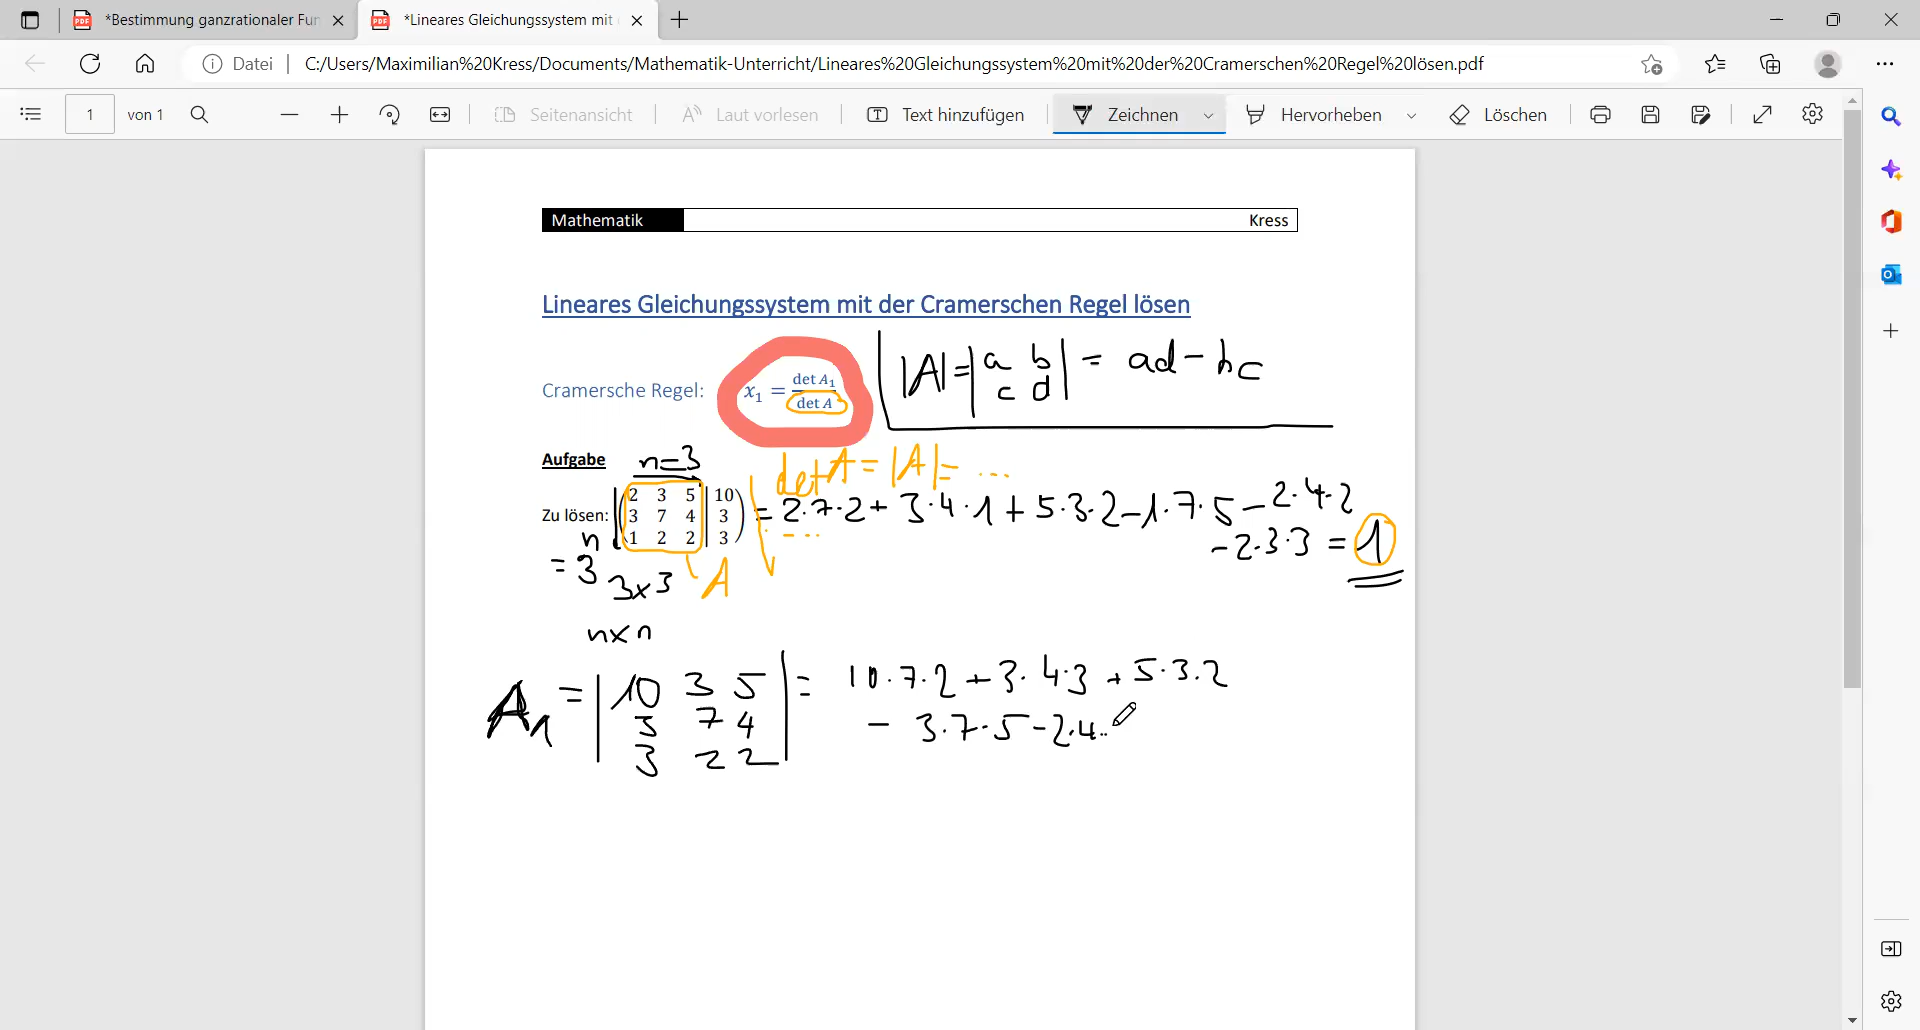 *Bestimmung ganzrationaler Fun
*Lineares Gleichungssystem mit
Datei | C:/Users/Maximilian%20Kress/Documents/Mathematik-Unterricht/Lineares%20Gleichungssystem%20mit%20der%20Cramerschen%20Regel%20lösen.pdf
1 von 1 Seitenansicht Laut vorlesen Text hinzufügen Zeichnen Hervorheben Löschen
Mathematik Kress
Lineares Gleichungssystem mit der Cramerschen Regel lösen
Cramersche Regel: x₁ = det A₁ / det A
|A| = |a b| = ad - bc
|c d|
Aufgabe n=3 det A = |A| = ...
Zu lösen: 2 3 5 | 10
3 7 4 | 3
1 2 2 | 3
= 2·7·2 + 3·4·1 + 5·3·2 - 1·7·5 - 2·4·2
- 2·3·3 = 1
n = 3
3x3 A
nxn
A₁ = |10 3 5| = 10·7·2 + 3·4·3 + 5·3·2
|3 7 4| - 3·7·5 - 2·4·
|3 2 2|